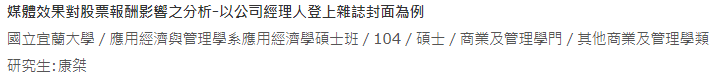 媒體效果對股票報酬影響之分析-以公司經理人登上雜誌封面為例
國立宜蘭大學 / 應用經濟與管理學系應用經濟學碩士班 / 104 / 碩士 / 商業及管理學門 / 其他商業及管理學類
研究生:康桀